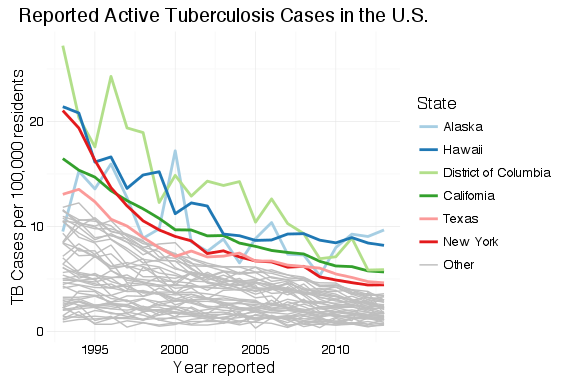 Reported Active Tuberculosis Cases in the U.S.
TB Cases per 100,000 residents
20
10
0
1995
2000
2005
2010
Year reported
State
Alaska
Hawaii
District of Columbia
California
Texas
New York
Other